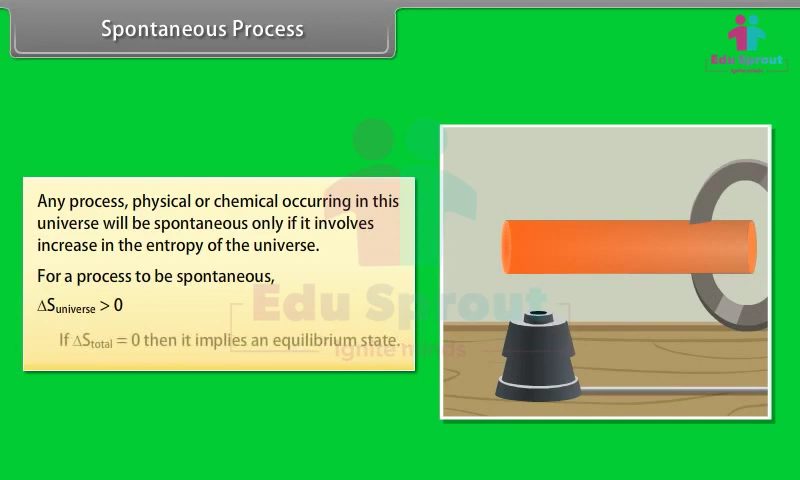 Spontaneous Process
Edu Sprout
Any process, physical or chemical occurring in this
universe will be spontaneous only if it involves
increase in the entropy of the universe.
For a process to be spontaneous,
ΔSuniverse > 0
If ΔStotal = 0 then it implies an equilibrium state.
Edu Sprout
Ignite minds